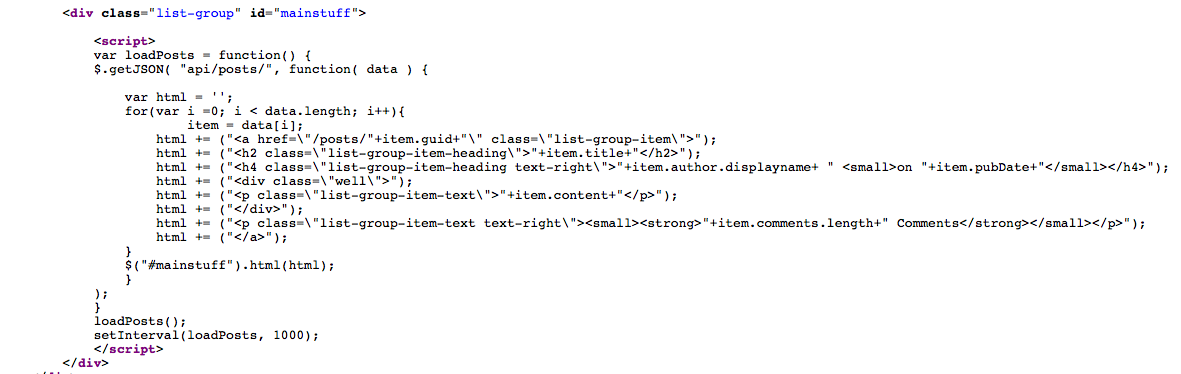 <div class="list-group" id="mainstuff">
<script>
var loadPosts = function() {
$.getJSON( "api/posts/", function( data ) {
var html = '';
for(var i =0; i < data.length; i++){
item = data[i];
html += ("<a href=\"/posts/"+item.guid+"\" class=\"list-group-item\">");
html += ("<h2 class=\"list-group-item-heading\">"+item.title+"</h2>");
html += ("<h4 class=\"list-group-item-heading text-right\">"+item.author.displayname+ " <small>on "+item.pubDate+"</small></h4>");
html += ("<div class=\"well\">");
html += ("<p class=\"list-group-item-text\">"+item.content+"</p>");
html += ("</div>");
html += ("<p class=\"list-group-item-text text-right\"><small><strong>"+item.comments.length+" Comments</strong></small></p>");
html += ("</a>");
}
$("#mainstuff").html(html);
}
);
}
loadPosts();
setInterval(loadPosts, 1000);
</script>
</div>